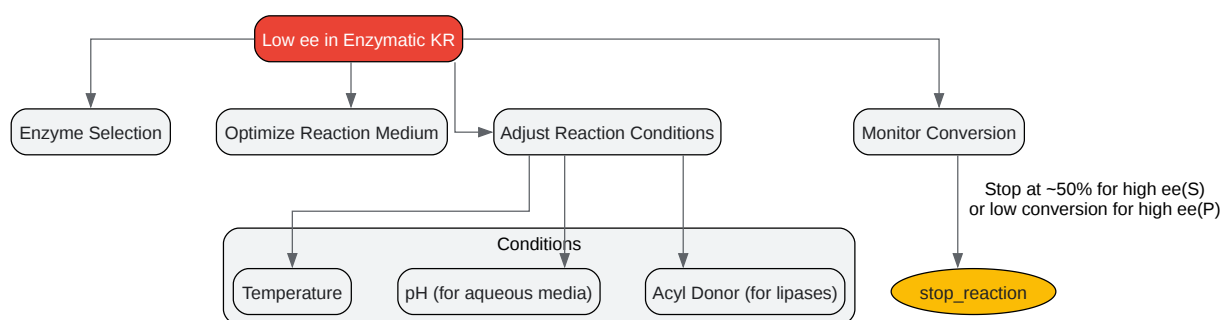 Low ee in Enzymatic KR
Enzyme Selection
Optimize Reaction Medium
Adjust Reaction Conditions
Monitor Conversion
Stop at ~50% for high ee(S)
or low conversion for high ee(P)
Conditions
Temperature
pH (for aqueous media)
Acyl Donor (for lipases)
stop_reaction